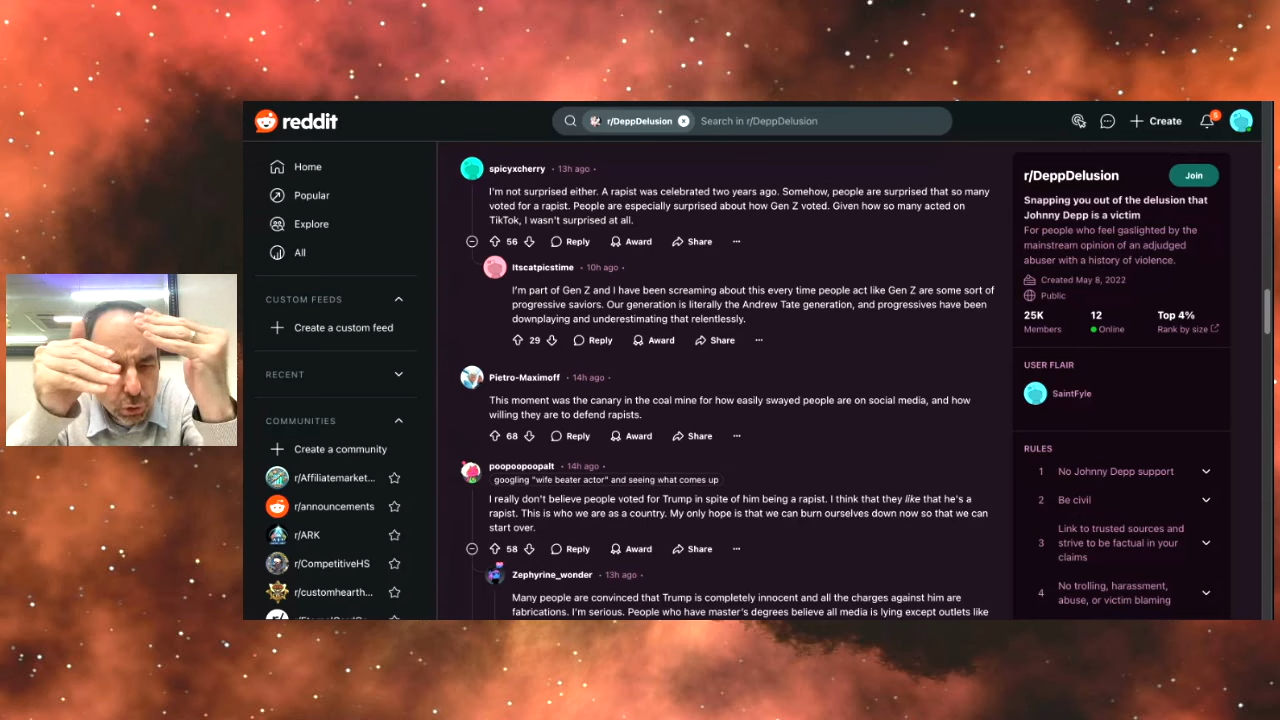 reddit
r/DeppDelusion
Search in r/DeppDelusion
Create
5
Home
Popular
Explore
All
CUSTOM FEEDS
Create a custom feed
RECENT
COMMUNITIES
Create a community
r/Affiliatemarket...
r/announcements
r/ARK
r/CompetitiveHS
r/customhearth...
spicyxcherry • 13h ago •
I'm not surprised either. A rapist was celebrated two years ago. Somehow, people are surprised that so many
voted for a rapist. People are especially surprised about how Gen Z voted. Given how so many acted on
TikTok, I wasn't surprised at all.
56 Reply Award Share ...
Itscatpicstime • 10h ago •
I'm part of Gen Z and I have been screaming about this every time people act like Gen Z are some sort of
progressive saviors. Our generation is literally the Andrew Tate generation, and progressives have been
downplaying and underestimating that relentlessly.
29 Reply Award Share ...
Pietro-Maximoff • 14h ago •
This moment was the canary in the coal mine for how easily swayed people are on social media, and how
willing they are to defend rapists.
68 Reply Award Share ...
poopoopoopalt • 14h ago •
googling "wife beater actor" and seeing what comes up
I really don't believe people voted for Trump in spite of him being a rapist. I think that they like that he's a
rapist. This is who we are as a country. My only hope is that we can burn ourselves down now so that we can
start over.
58 Reply Award Share ...
Zephyrine_wonder • 13h ago •
Many people are convinced that Trump is completely innocent and all the charges against him are
fabrications. I'm serious. People who have master's degrees believe all media is lying except outlets like
r/DeppDelusion
Join
Snapping you out of the delusion that
Johnny Depp is a victim
For people who feel gaslighted by the
mainstream opinion of an adjudged
abuser with a history of violence.
Created May 8, 2022
Public
25K 12 Top 4%
Members Online Rank by size
USER FLAIR
SaintFyle
RULES
1 No Johnny Depp support
2 Be civil
3 Link to trusted sources and
strive to be factual in your
claims
4 No trolling, harassment,
abuse, or victim blaming